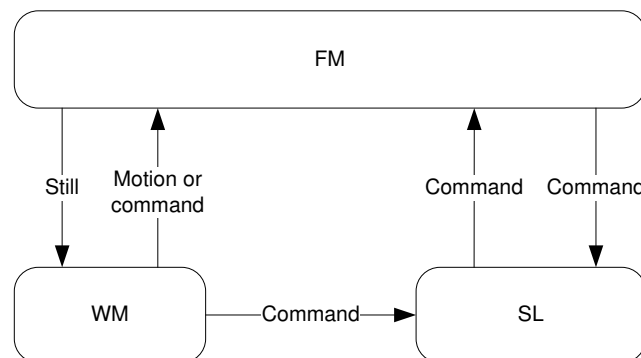 FM
Still
Motion or
command
Command
Command
WM
Command
SL